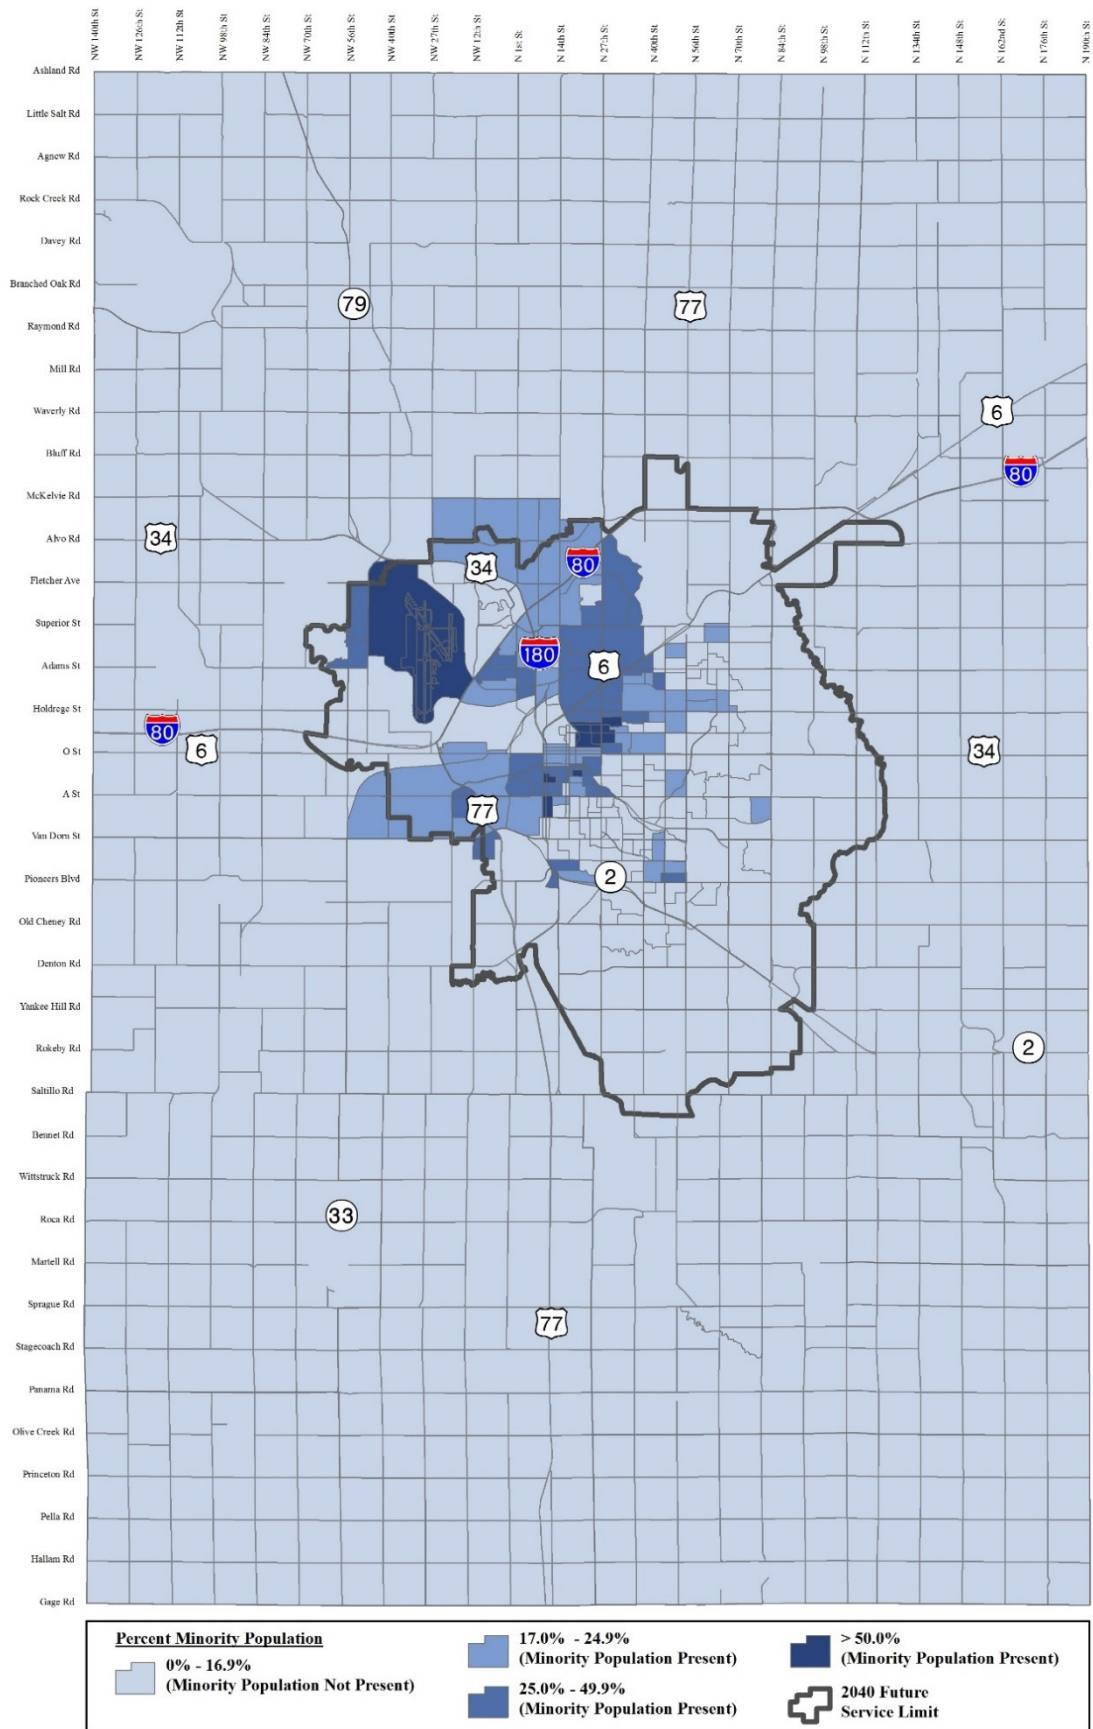 NW 140th St
NW 126th St
NW 112th St
NW 98th St
NW 84th St
NW 70th St
NW 56th St
NW 40th St
NW 27th St
NW 12th St
N 1st St
N 14th St
N 27th St
N 40th St
N 56th St
N 70th St
N 84th St
N 98th St
N 112th St
N 134th St
N 148th St
N 162nd St
N 176th St
N 190th St
Ashland Rd
Little Salt Rd
Agnew Rd
Rock Creek Rd
Davey Rd
Branched Oak Rd
79
77
Raymond Rd
Mill Rd
Waverly Rd
6
Bluff Rd
80
McKelvie Rd
Alvo Rd
34
34
80
Fletcher Ave
Superior St
180
Adams St
6
Holdrege St
80
O St
6
34
A St
77
Van Dorn St
Pioneers Blvd
2
Old Cheney Rd
Denton Rd
Yankee Hill Rd
Rokeby Rd
2
Saltillo Rd
Bennet Rd
Wittstruck Rd
Roca Rd
33
Martell Rd
Sprague Rd
77
Stagecoach Rd
Panama Rd
Olive Creek Rd
Princeton Rd
Pella Rd
Hallam Rd
Gage Rd
Percent Minority Population
0% - 16.9%
(Minority Population Not Present)
17.0% - 24.9%
(Minority Population Present)
25.0% - 49.9%
(Minority Population Present)
> 50.0%
(Minority Population Present)
2040 Future
Service Limit